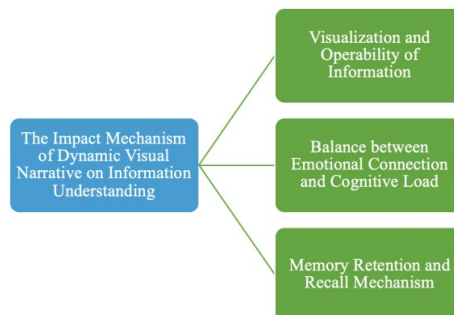 The Impact Mechanism
of Dynamic Visual
Narrative on Information
Understanding
Visualization and
Operability of
Information
Balance between
Emotional Connection
and Cognitive Load
Memory Retention and
Recall Mechanism